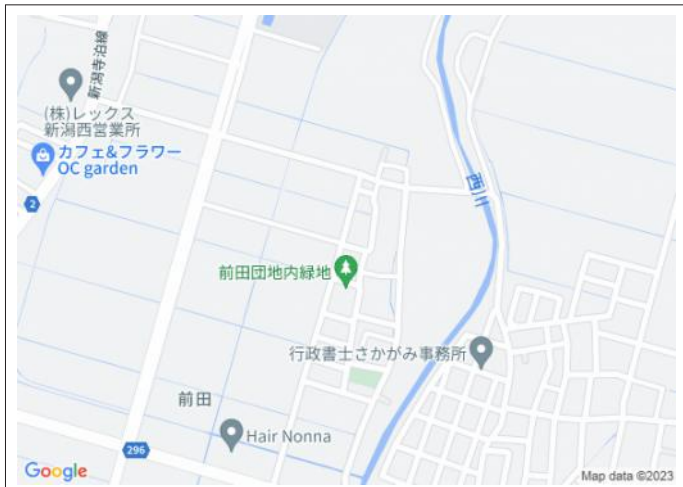 新潟寺泊線
(株)レックス
新潟西営業所
カフェ&フラワー
OC garden
2
西川
前田団地内緑地
行政書士さかがみ事務所
前田
Hair Nonna
296
Google
Map data ©2023